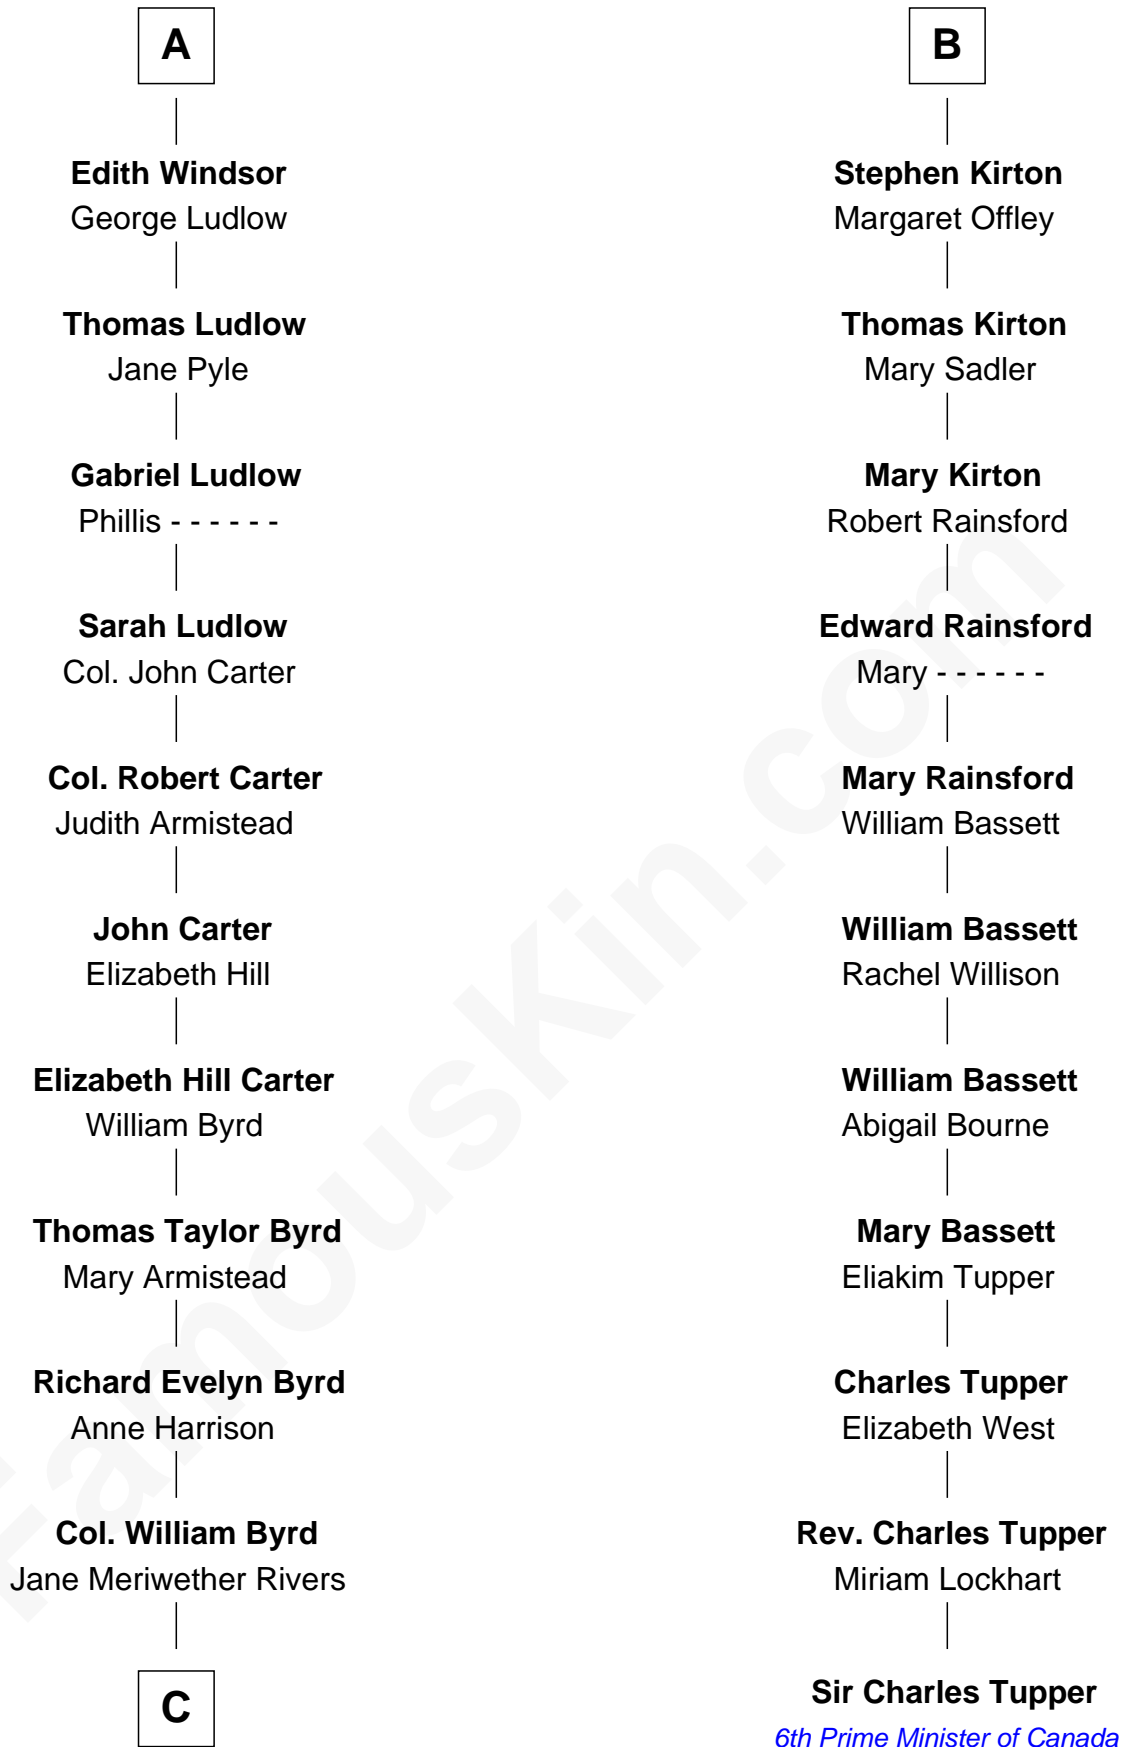 A
Edith Windsor
George Ludlow
Thomas Ludlow
Jane Pyle
Gabriel Ludlow
Phillis - - - - - -
Sarah Ludlow
Col. John Carter
Col. Robert Carter
Judith Armistead
John Carter
Elizabeth Hill
Elizabeth Hill Carter
William Byrd
Thomas Taylor Byrd
Mary Armistead
Richard Evelyn Byrd
Anne Harrison
Col. William Byrd
Jane Meriwether Rivers
C
B
Stephen Kirton
Margaret Offley
Thomas Kirton
Mary Sadler
Mary Kirton
Robert Rainsford
Edward Rainsford
Mary - - - - - -
Mary Rainsford
William Bassett
William Bassett
Rachel Willison
William Bassett
Abigail Bourne
Mary Bassett
Eliakim Tupper
Charles Tupper
Elizabeth West
Rev. Charles Tupper
Miriam Lockhart
Sir Charles Tupper
6th Prime Minister of Canada
FamousKin.com